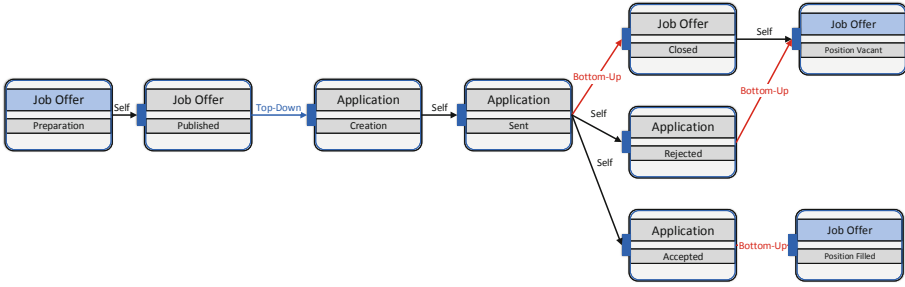 Job Offer
Preparation
Self
Job Offer
Published
Top-Down
Application
Creation
Self
Application
Sent
Bottom-Up
Self
Self
Job Offer
Closed
Self
Job Offer
Position Vacant
Application
Rejected
Bottom-Up
Application
Accepted
Bottom-Up
Job Offer
Position Filled